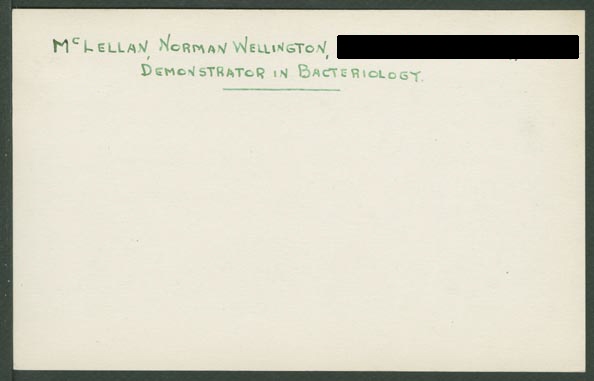 McLELLAN, NORMAN WELLINGTON,
DEMONSTRATOR IN BACTERIOLOGY.